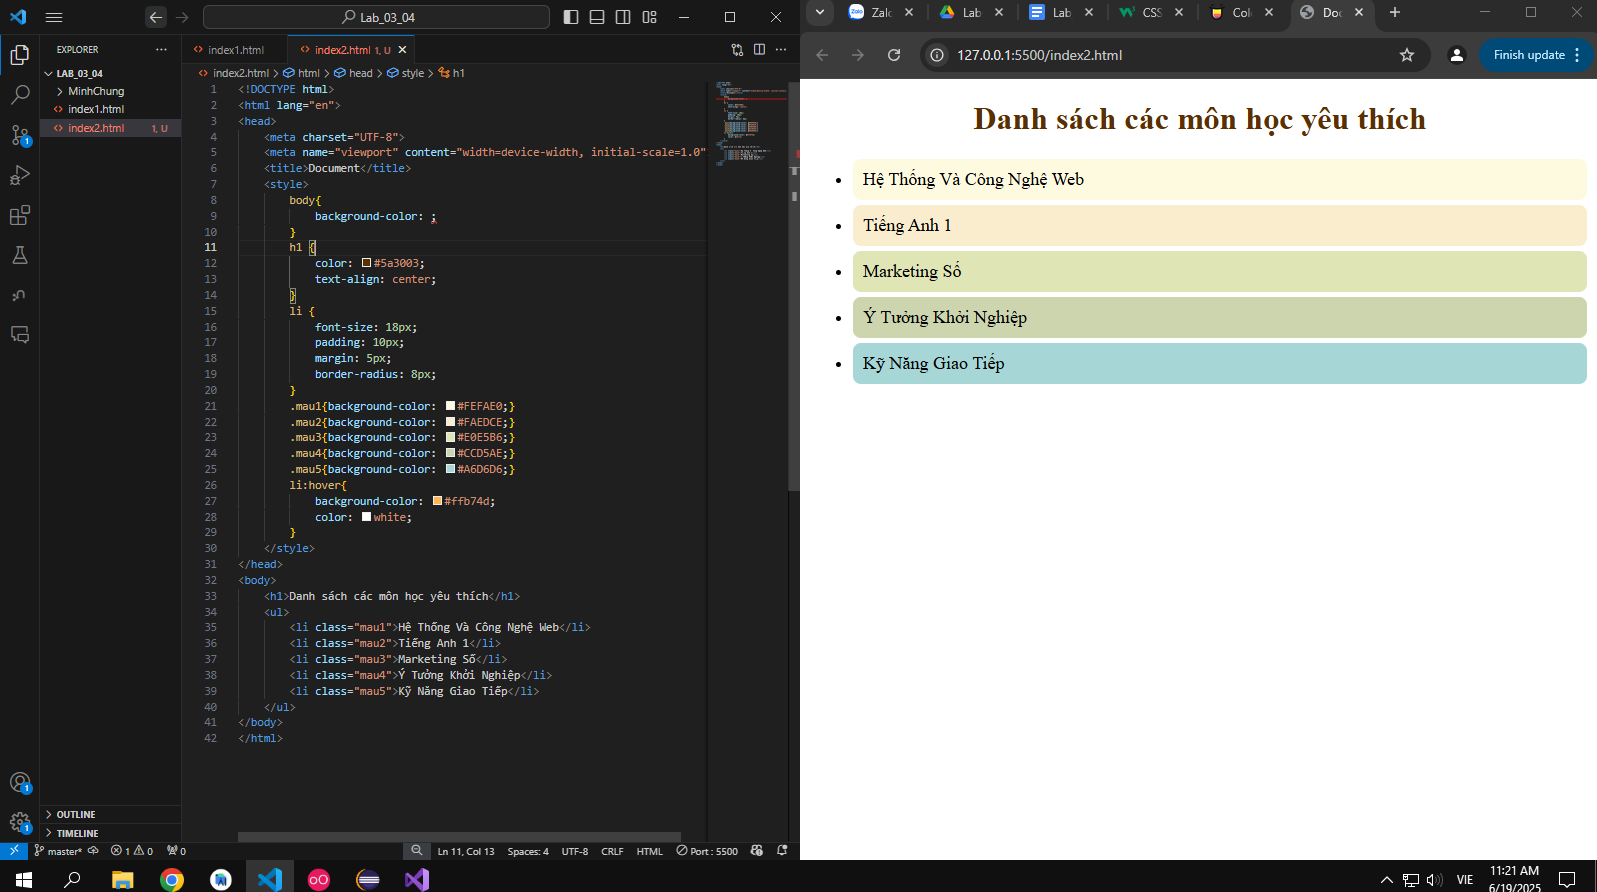 Lab_03_04
EXPLORER
LAB_03_04
MinhChung
index1.html
index2.html 1, U
OUTLINE
TIMELINE
index1.html
index2.html 1, U
index2.html > html > head > style > h1
1 <!DOCTYPE html>
2 <html lang="en">
3 <head>
4 <meta charset="UTF-8">
5 <meta name="viewport" content="width=device-width, initial-scale=1.0"
6 <title>Document</title>
7 <style>
8 body{
9 background-color: ;
10 }
11 h1 {
12 color: #5a3003;
13 text-align: center;
14 }
15 li {
16 font-size: 18px;
17 padding: 10px;
18 margin: 5px;
19 border-radius: 8px;
20 }
21 .mau1{background-color: #FEFAE0;}
22 .mau2{background-color: #FAEDCE;}
23 .mau3{background-color: #E0E5B6;}
24 .mau4{background-color: #CCD5AE;}
25 .mau5{background-color: #A6D6D6;}
26 li:hover{
27 background-color: #ffb74d;
28 color: white;
29 }
30 </style>
31 </head>
32 <body>
33 <h1>Danh sách các môn học yêu thích</h1>
34 <ul>
35 <li class="mau1">Hệ Thống Và Công Nghệ Web</li>
36 <li class="mau2">Tiếng Anh 1</li>
37 <li class="mau3">Marketing Số</li>
38 <li class="mau4">Ý Tưởng Khởi Nghiệp</li>
39 <li class="mau5">Kỹ Năng Giao Tiếp</li>
40 </ul>
41 </body>
42 </html>
master* 1 0 0 Ln 11, Col 13 Spaces: 4 UTF-8 CRLF HTML Port : 5500
Zalo Lab Lab CSS Col Doc
127.0.0.1:5500/index2.html
Finish update
Danh sách các môn học yêu thích
Hệ Thống Và Công Nghệ Web
Tiếng Anh 1
Marketing Số
Ý Tưởng Khởi Nghiệp
Kỹ Năng Giao Tiếp
VIE
11:21 AM
6/19/2025